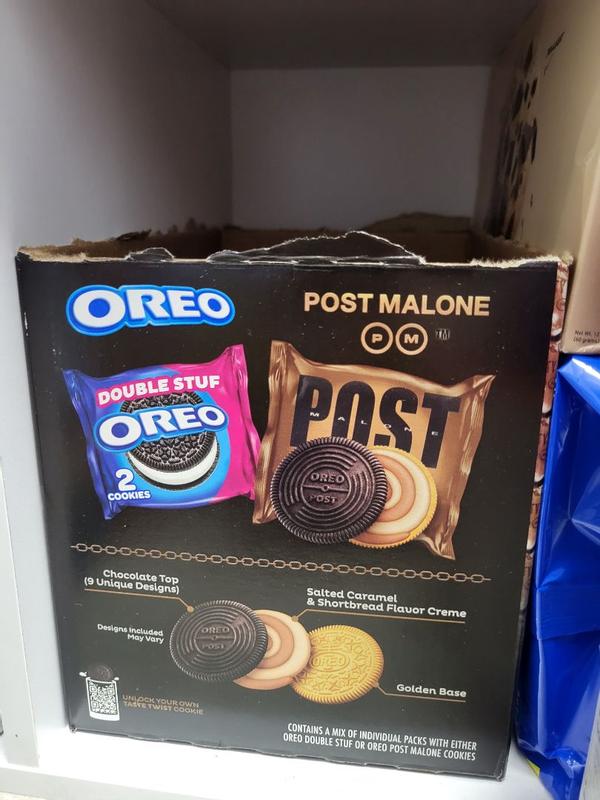 OREO
POST MALONE
P M ™
DOUBLE STUF
OREO
2
COOKIES
POST
MALONE
OREO
POST
Chocolate Top
(9 Unique Designs)
Salted Caramel
& Shortbread Flavor Creme
Designs Included
May Vary
OREO
POST
OREO
Golden Base
UNLOCK YOUR OWN
TASTE TWIST COOKIE
CONTAINS A MIX OF INDIVIDUAL PACKS WITH EITHER
OREO DOUBLE STUF OR OREO POST MALONE COOKIES